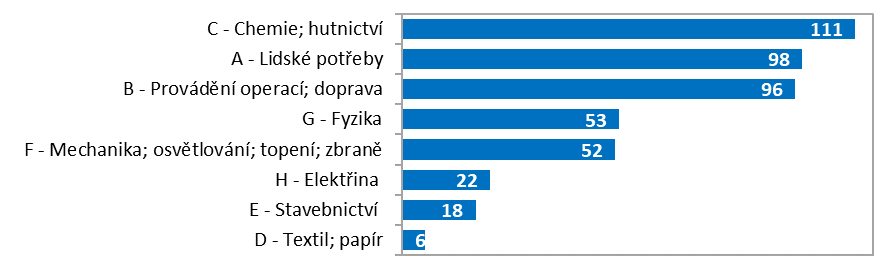 C - Chemie; hutnictví 111
A - Lidské potřeby 98
B - Provádění operací; doprava 96
G - Fyzika 53
F - Mechanika; osvětlování; topení; zbraně 52
H - Elektřina 22
E - Stavebnictví 18
D - Textil; papír 6